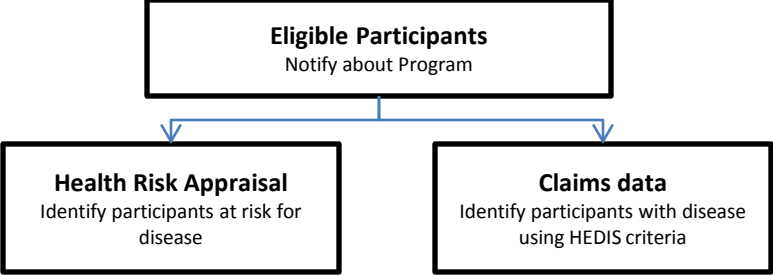 Eligible Participants
Notify about Program
Health Risk Appraisal
Identify participants at risk for
disease
Claims data
Identify participants with disease
using HEDIS criteria